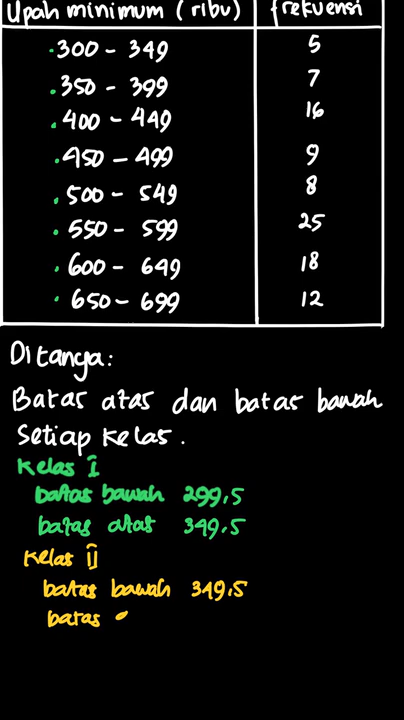 Upah minimum (ribu) frekuensi
300 - 349 5
350 - 399 7
400 - 449 16
450 - 499 9
500 - 549 8
550 - 599 25
600 - 649 18
650 - 699 12
Ditanya:
Batas atas dan batas bawah
Setiap kelas.
Kelas I
batas bawah 299,5
batas atas 349,5
Kelas II
batas bawah 349,5
batas